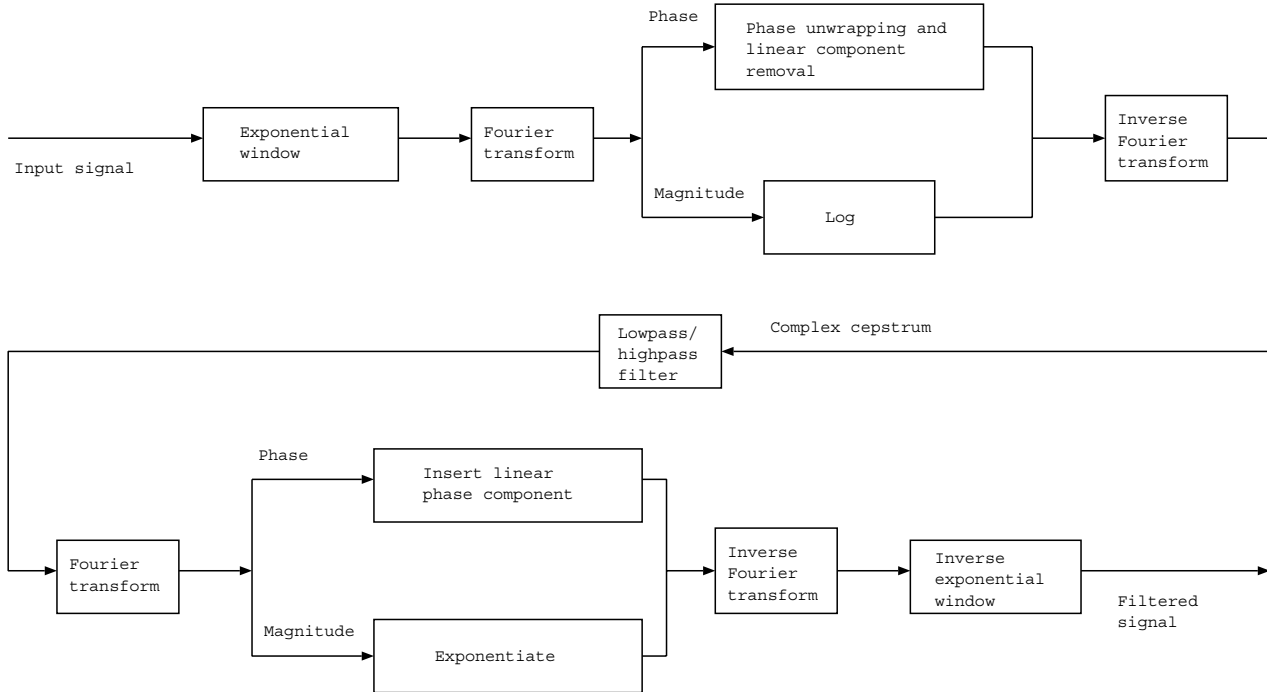 Phase
Phase unwrapping and
linear component
removal
Input signal
Exponential
window
Fourier
transform
Magnitude
Log
Inverse
Fourier
transform
Complex cepstrum
Lowpass/
highpass
filter
Phase
Insert linear
phase component
Fourier
transform
Magnitude
Exponentiate
Inverse
Fourier
transform
Inverse
exponential
window
Filtered
signal